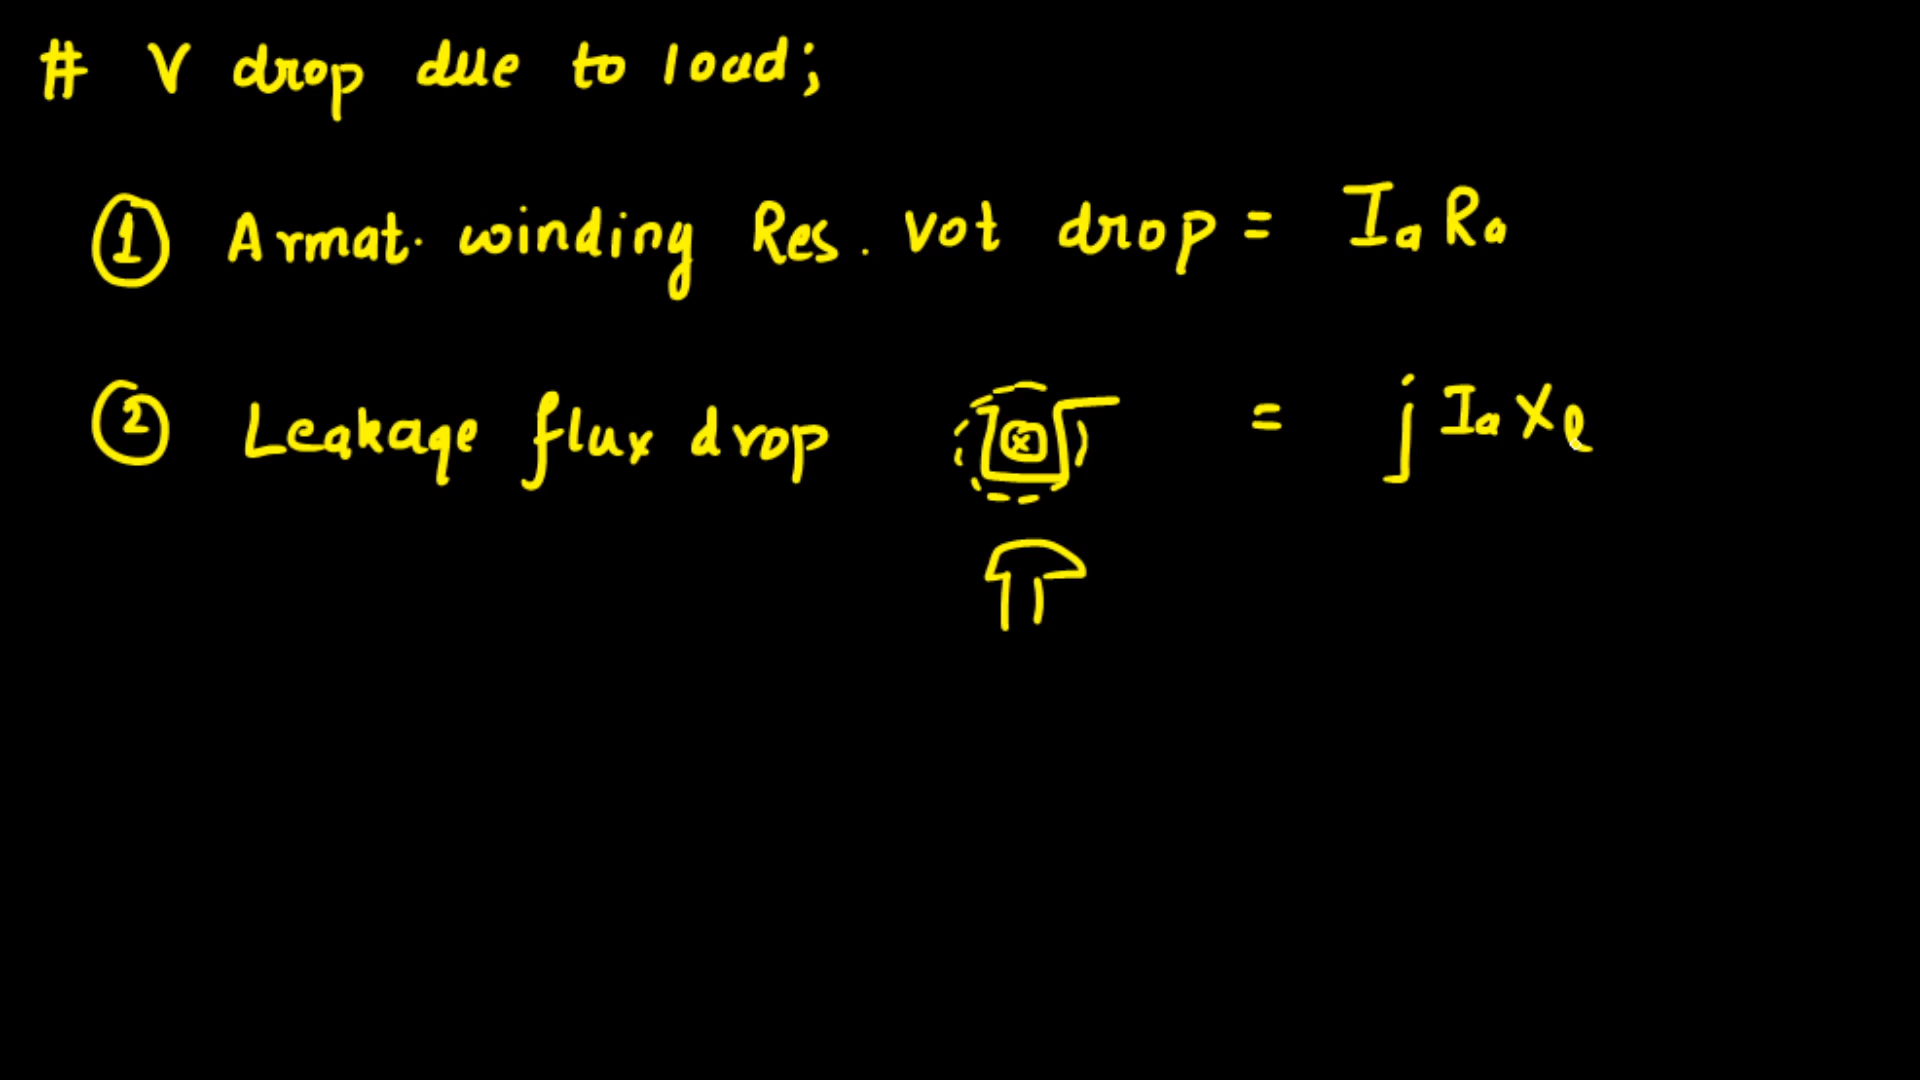 # V drop due to load;
① Armat. winding Res. vot drop = IaRa
② Leakage flux drop = j Ia Xl